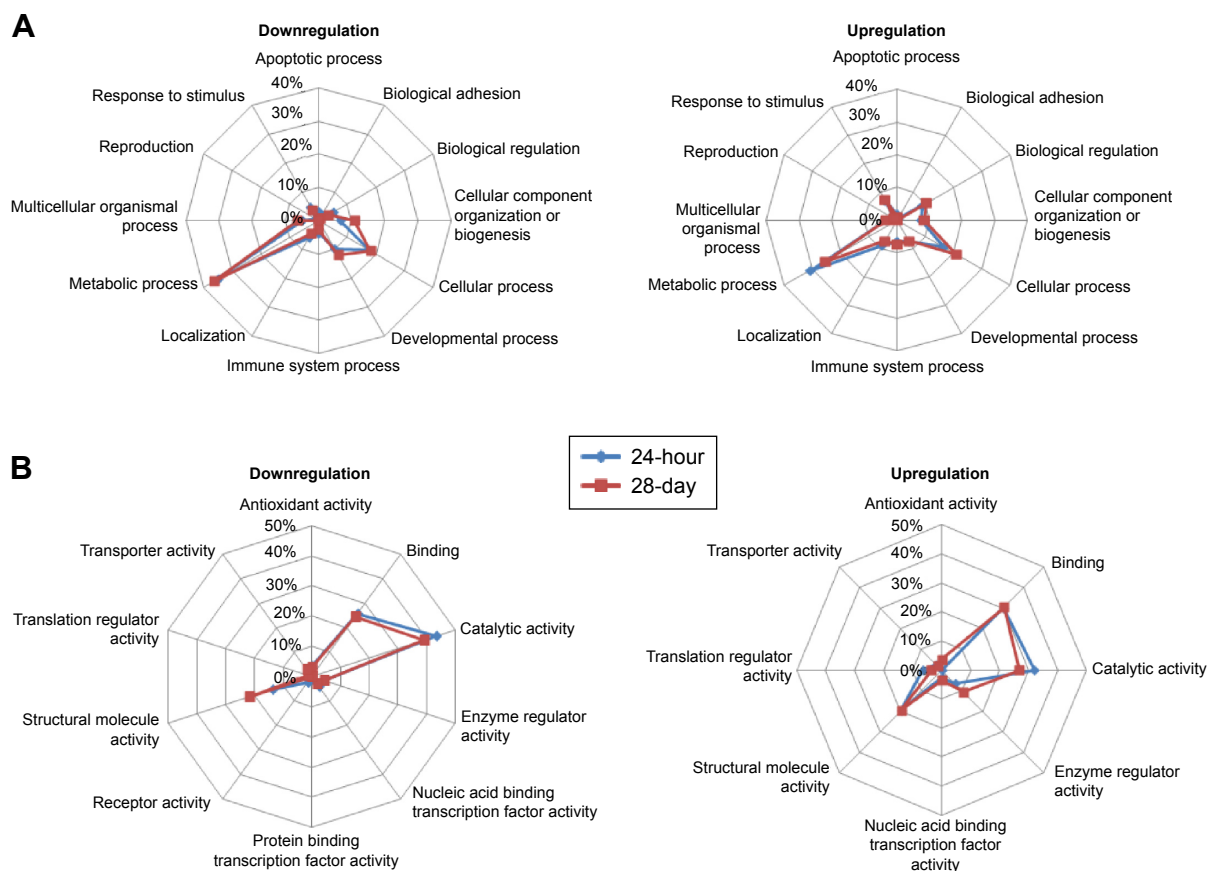 A
Downregulation
Apoptotic process
40%
30%
20%
10%
0%
Biological adhesion
Biological regulation
Cellular component
organization or
biogenesis
Cellular process
Developmental process
Immune system process
Localization
Metabolic process
Multicellular organismal
process
Reproduction
Response to stimulus
Upregulation
Apoptotic process
40%
30%
20%
10%
0%
Biological adhesion
Biological regulation
Cellular component
organization or
biogenesis
Cellular process
Developmental process
Immune system process
Localization
Metabolic process
Multicellular
organismal
process
Reproduction
Response to stimulus
24-hour
28-day
B
Downregulation
Antioxidant activity
50%
40%
30%
20%
10%
0%
Binding
Catalytic activity
Enzyme regulator
activity
Nucleic acid binding
transcription factor activity
Protein binding
transcription factor activity
Receptor activity
Structural molecule
activity
Translation regulator
activity
Transporter activity
Upregulation
Antioxidant activity
50%
40%
30%
20%
10%
0%
Binding
Catalytic activity
Enzyme regulator
activity
Nucleic acid binding
transcription factor
activity
Structural molecule
activity
Translation regulator
activity
Transporter activity